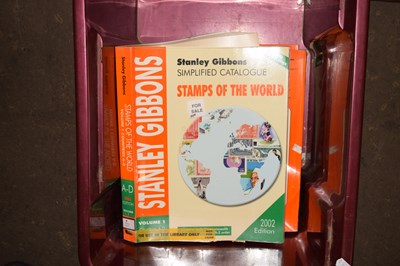 Stanley Gibbons
SIMPLIFIED CATALOGUE
STAMPS OF THE WORLD
FOR
SALE
STANLEY GIBBONS
VOLUME 1
2002
Edition
Stanley Gibbons
STAMPS OF THE WORLD
A-D